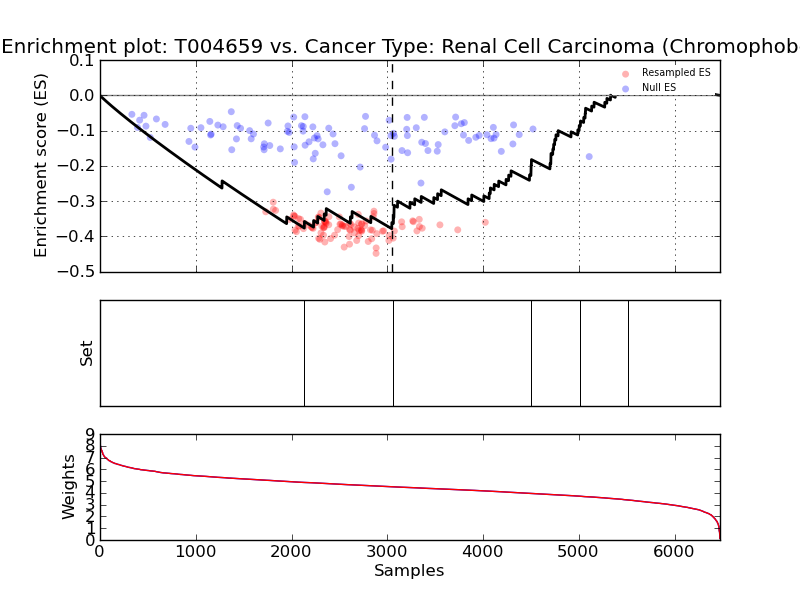 Enrichment plot: T004659 vs. Cancer Type: Renal Cell Carcinoma (Chromophob
0.1
0.0
−0.1
−0.2
−0.3
−0.4
−0.5
Enrichment score (ES)
Resampled ES
Null ES
Set
9
8
7
6
5
4
3
2
1
0
Weights
0 1000 2000 3000 4000 5000 6000
Samples